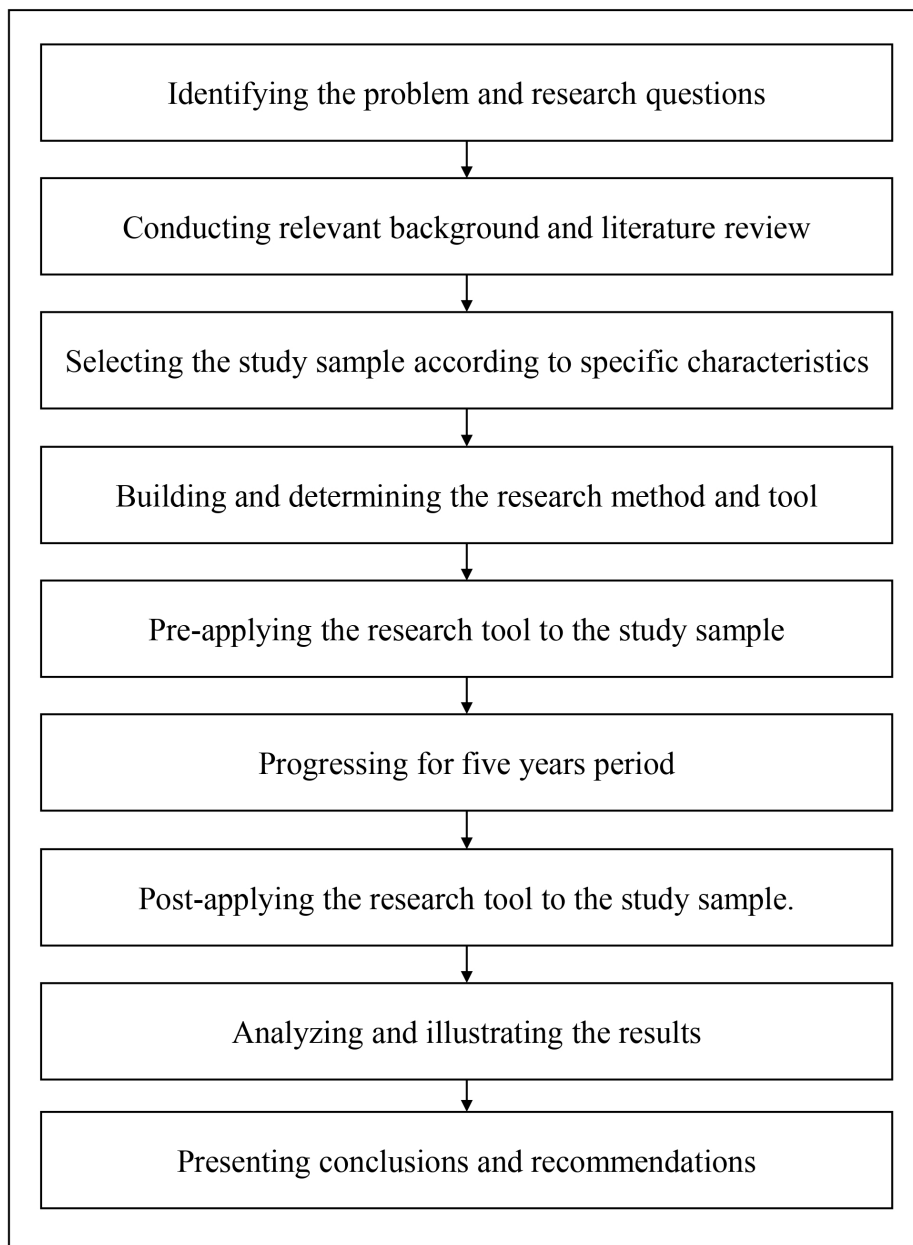 Identifying the problem and research questions
Conducting relevant background and literature review
Selecting the study sample according to specific characteristics
Building and determining the research method and tool
Pre-applying the research tool to the study sample
Progressing for five years period
Post-applying the research tool to the study sample.
Analyzing and illustrating the results
Presenting conclusions and recommendations